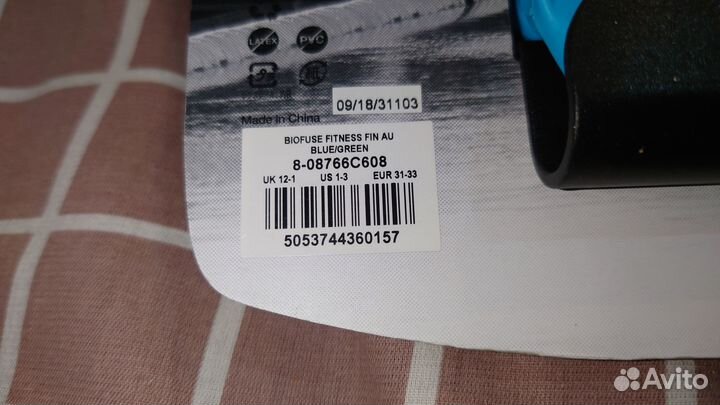 LATEX PVC
09/18/31103
Made In China
BIOFUSE FITNESS FIN AU
BLUE/GREEN
8-08766C608
UK 12-1 US 1-3 EUR 31-33
5053744360157
Avito